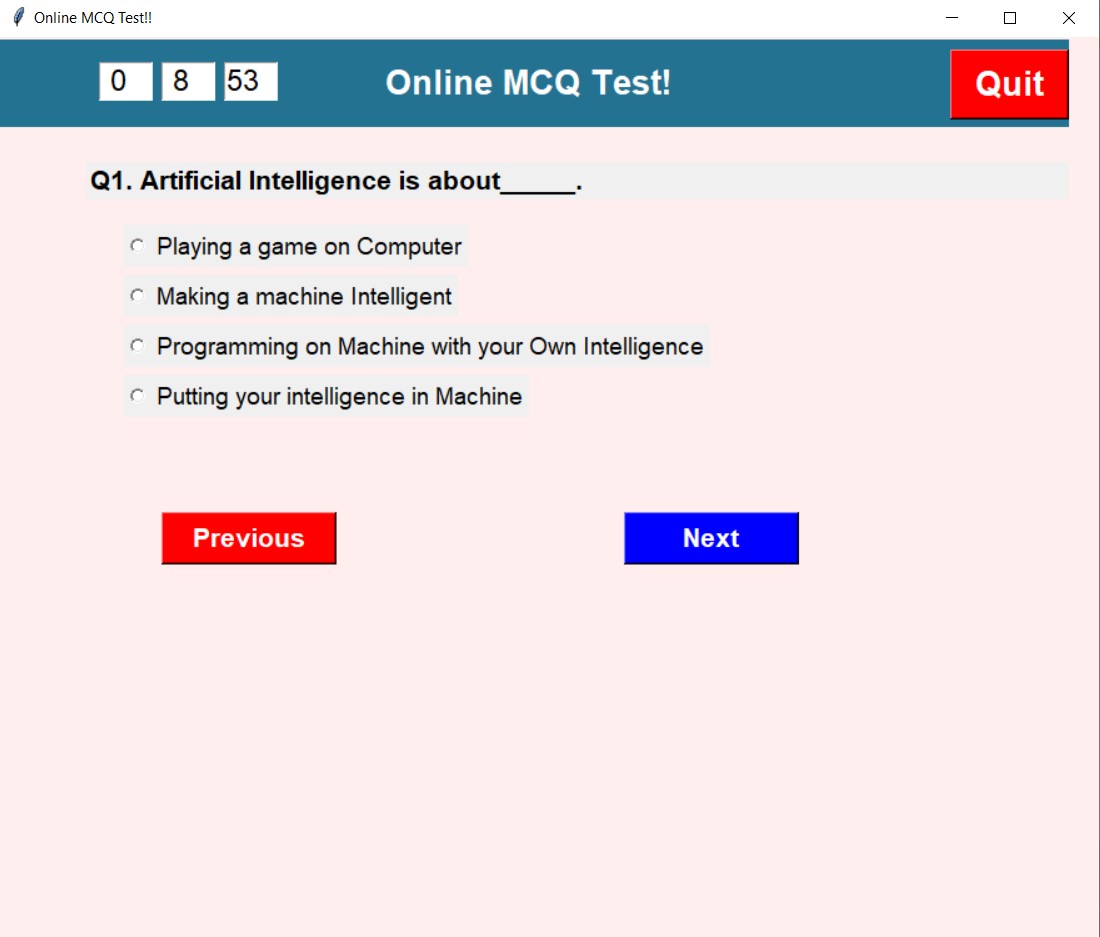 Online MCQ Test!!
0 8 53 Online MCQ Test! Quit
Q1. Artificial Intelligence is about_____.
Playing a game on Computer
Making a machine Intelligent
Programming on Machine with your Own Intelligence
Putting your intelligence in Machine
Previous Next